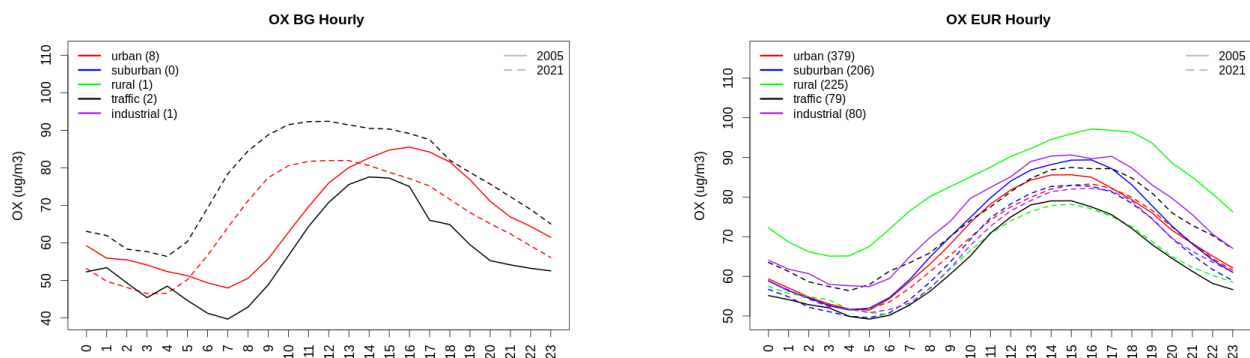 OX BG Hourly
OX (ug/m3)
110
100
90
80
70
60
50
40
urban (8)
suburban (0)
rural (1)
traffic (2)
industrial (1)
2005
2021
0 1 2 3 4 5 6 7 8 9 10 11 12 13 14 15 16 17 18 19 20 21 22 23
OX EUR Hourly
OX (ug/m3)
110
100
90
80
70
60
50
urban (379)
suburban (206)
rural (225)
traffic (79)
industrial (80)
2005
2021
0 1 2 3 4 5 6 7 8 9 10 11 12 13 14 15 16 17 18 19 20 21 22 23